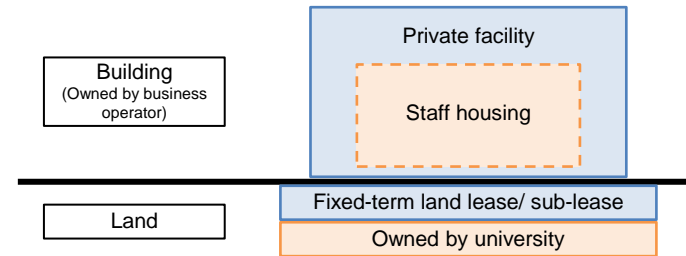 Private facility
Building
(Owned by business
operator)
Staff housing
Fixed-term land lease/ sub-lease
Land
Owned by university